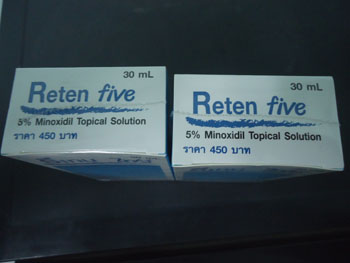 30 mL
Reten five
5% Minoxidil Topical Solution
ราคา 450 บาท
30 mL
Reten five
5% Minoxidil Topical Solution
ราคา 450 บาท